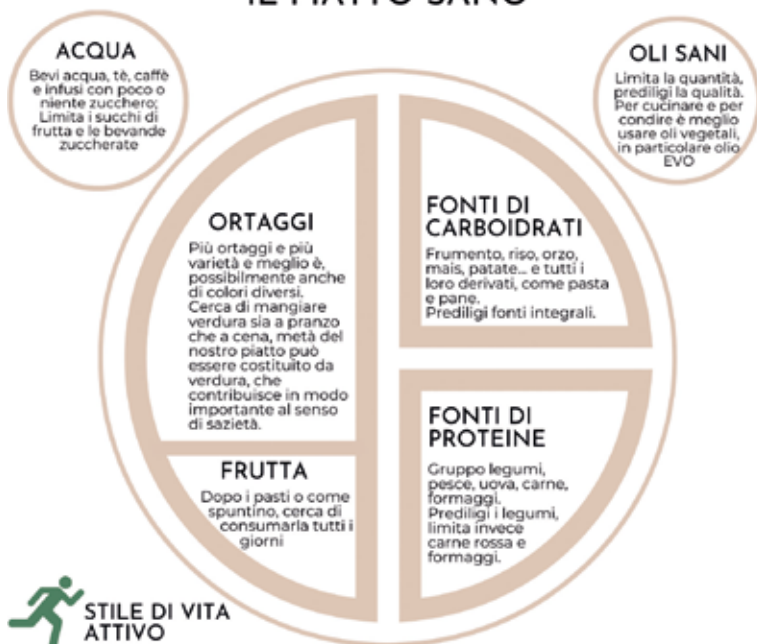 IL PIATTO SANO
ACQUA
Bevi acqua, tè, caffè
e infusi con poco o
niente zucchero;
Limita i succhi di
frutta e le bevande
zuccherate
OLI SANI
Limita la quantità,
prediligi la qualità.
Per cucinare e per
condire è meglio
usare oli vegetali,
in particolare olio
EVO
ORTAGGI
Più ortaggi e più
varietà e meglio è,
possibilmente anche
di colori diversi.
Cerca di mangiare
verdura sia a pranzo
che a cena, metà del
nostro piatto può
essere costituito da
verdura, che
contribuisce in modo
importante al senso
di sazietà.
FONTI DI
CARBOIDRATI
Frumento, riso, orzo,
mais, patate... e tutti i
loro derivati, come pasta
e pane.
Prediligi fonti integrali.
FRUTTA
Dopo i pasti o come
spuntino, cerca di
consumarla tutti i
giorni
FONTI DI
PROTEINE
Gruppo legumi,
pesce, uova, carne,
formaggi.
Prediligi i legumi,
limita invece
carne rossa e
formaggi.
STILE DI VITA
ATTIVO